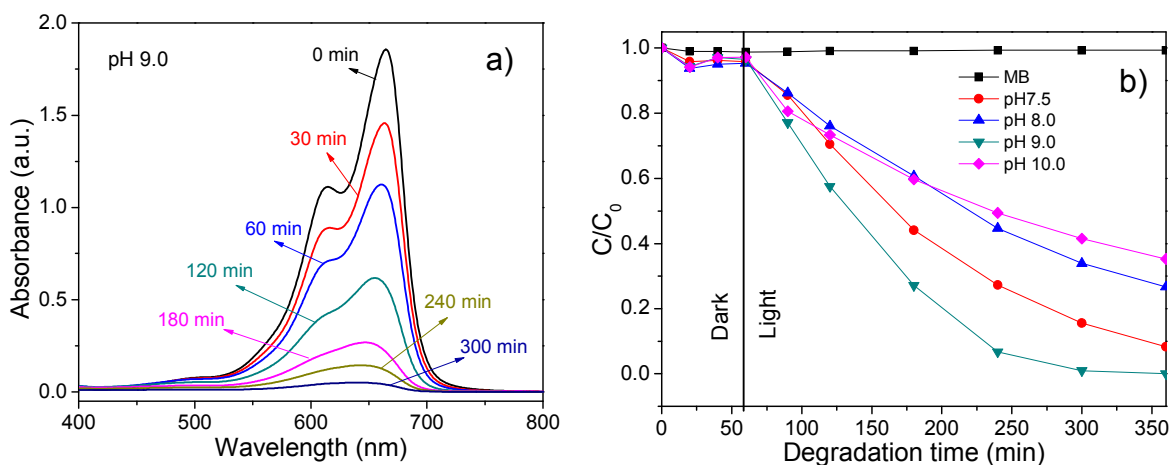 pH 9.0
a)
0 min
30 min
60 min
120 min
180 min
240 min
300 min
2.0
1.5
1.0
0.5
0.0
400 500 600 700 800
Absorbance (a.u.)
Wavelength (nm)
b)
MB
pH7.5
pH 8.0
pH 9.0
pH 10.0
Dark
Light
1.0
0.8
0.6
0.4
0.2
0.0
0 50 100 150 200 250 300 350
C/C0
Degradation time (min)